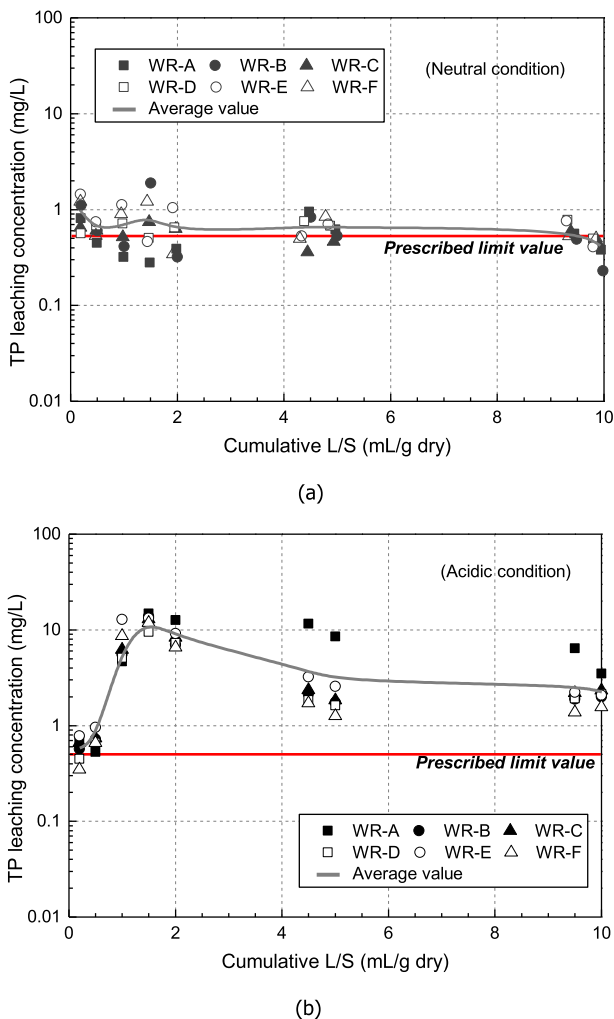 (a)
100
10
1
0.1
0.01
TP leaching concentration (mg/L)
WR-A WR-B WR-C
WR-D WR-E WR-F
Average value
(Neutral condition)
Prescribed limit value
0 2 4 6 8 10
Cumulative L/S (mL/g dry)
(a)
100
10
1
0.1
0.01
TP leaching concentration (mg/L)
(Acidic condition)
Prescribed limit value
WR-A WR-B WR-C
WR-D WR-E WR-F
Average value
0 2 4 6 8 10
Cumulative L/S (mL/g dry)
(b)